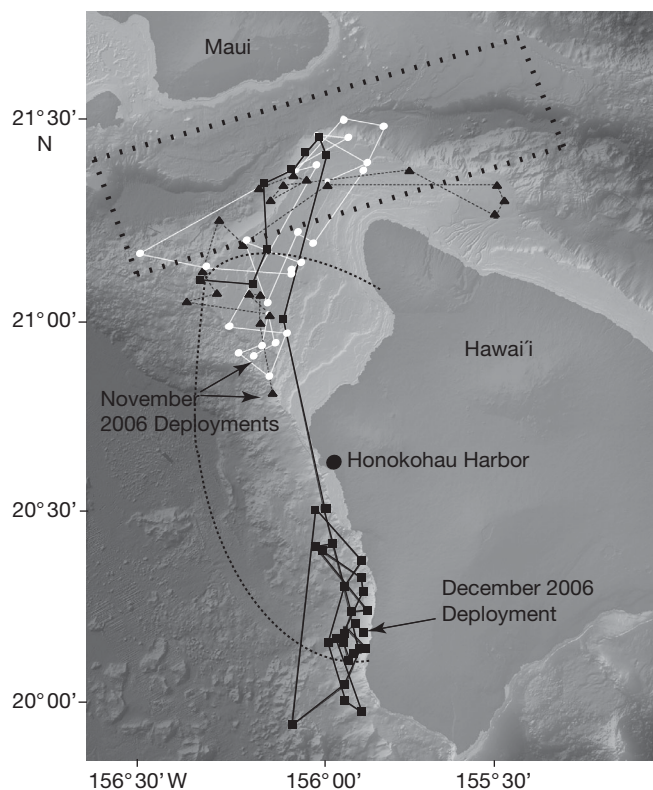 Maui
21°30'
N
21°00'
Hawai´i
November
2006 Deployments
Honokohau Harbor
20°30'
December 2006
Deployment
20°00'
156°30' W
156°00'
155°30'